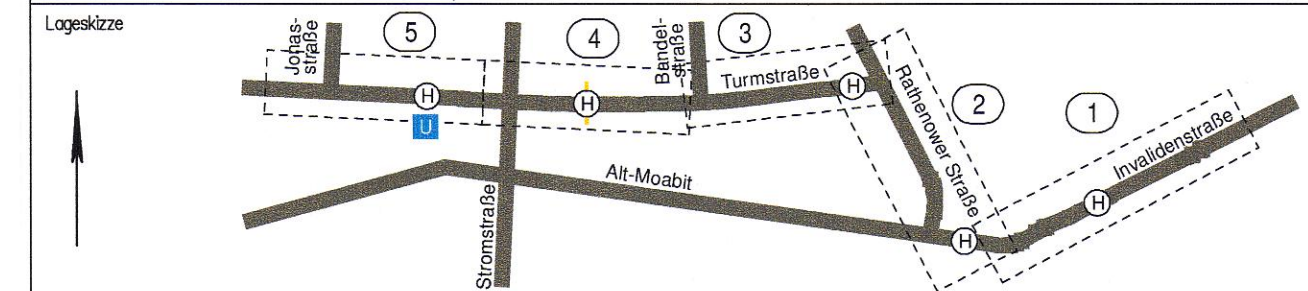 Lageskizze
Jonas-
straße
5
4
Bandel-
straße
3
Turmstraße
Rathenower Straße
2
1
Invalidenstraße
H
H
H
H
H
U
Alt-Moabit
Stromstraße